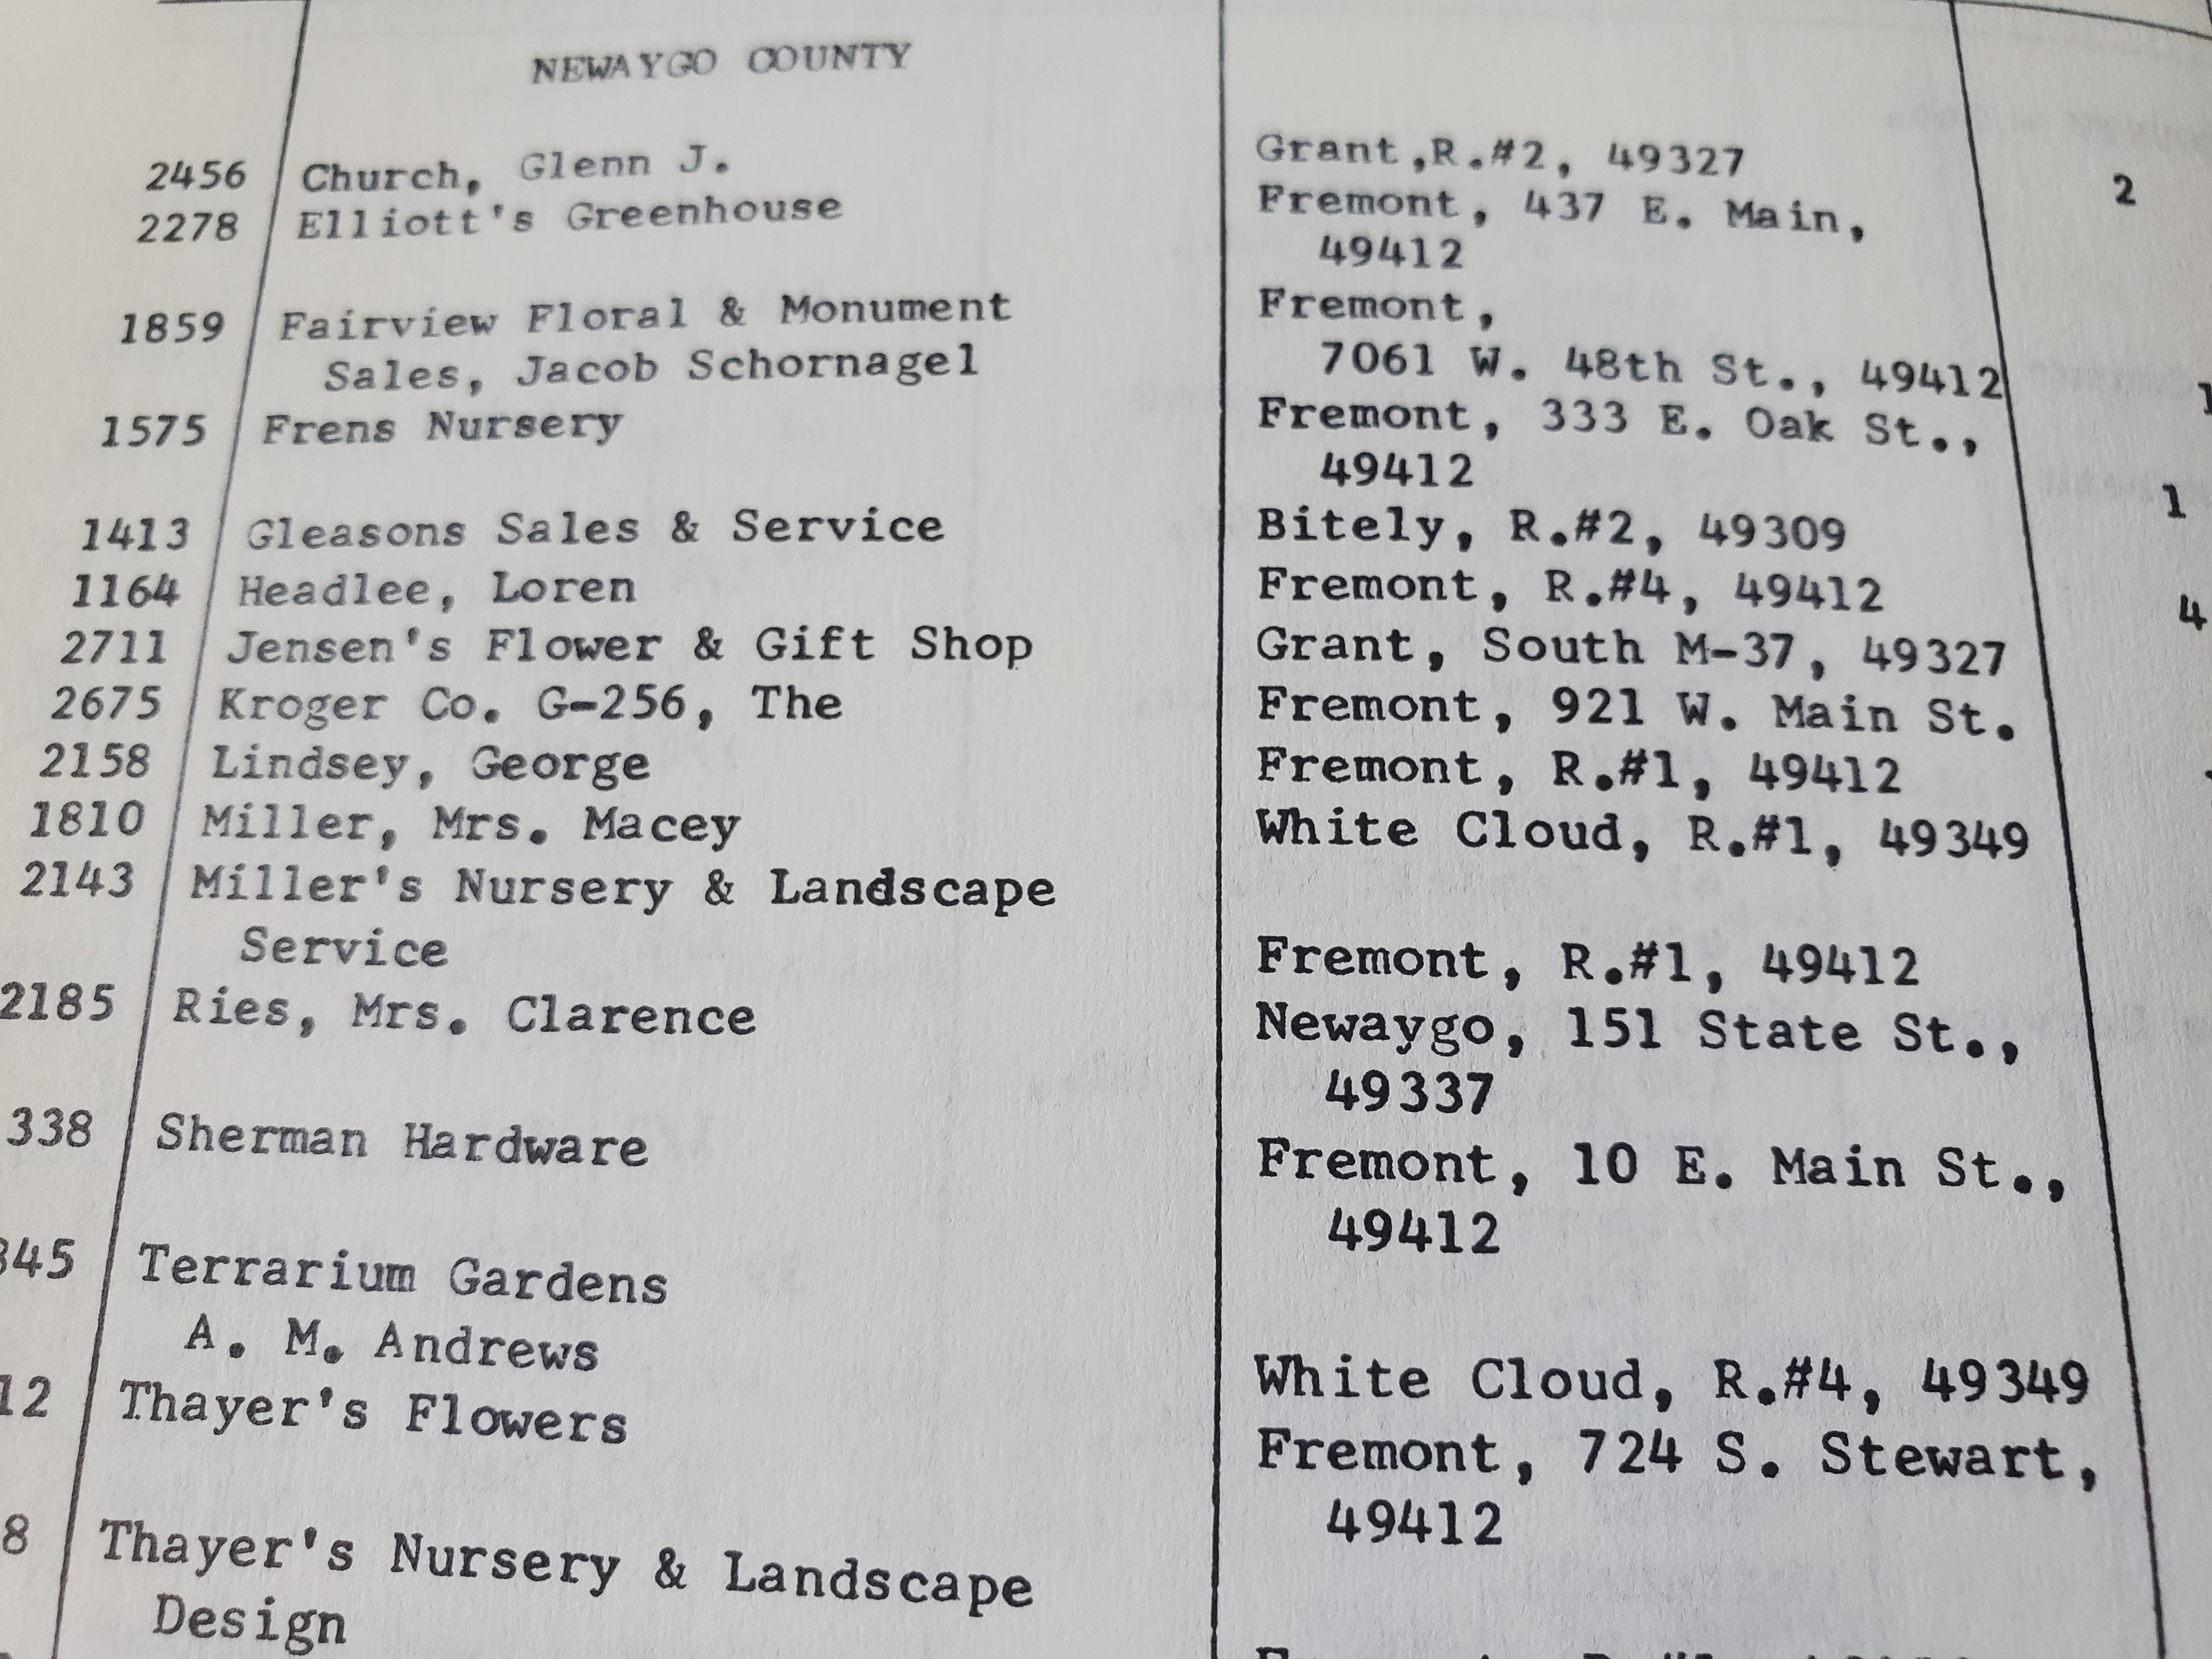 NEWAYGO COUNTY
2456 Church, Glenn J. Grant,R.#2, 49327 2
2278 Elliott's Greenhouse Fremont, 437 E. Main,
49412
1859 Fairview Floral & Monument Fremont,
Sales, Jacob Schornagel 7061 W. 48th St., 49412 1
1575 Frens Nursery Fremont, 333 E. Oak St.,
49412 1
1413 Gleasons Sales & Service Bitely, R.#2, 49309
1164 Headlee, Loren Fremont, R.#4, 49412 4
2711 Jensen's Flower & Gift Shop Grant, South M-37, 49327
2675 Kroger Co. G-256, The Fremont, 921 W. Main St.
2158 Lindsey, George Fremont, R.#1, 49412
1810 Miller, Mrs. Macey White Cloud, R.#1, 49349
2143 Miller's Nursery & Landscape
Service Fremont, R.#1, 49412
2185 Ries, Mrs. Clarence Newaygo, 151 State St.,
49337
338 Sherman Hardware Fremont, 10 E. Main St.,
49412
345 Terrarium Gardens
A. M. Andrews White Cloud, R.#4, 49349
12 Thayer's Flowers Fremont, 724 S. Stewart,
49412
8 Thayer's Nursery & Landscape
Design